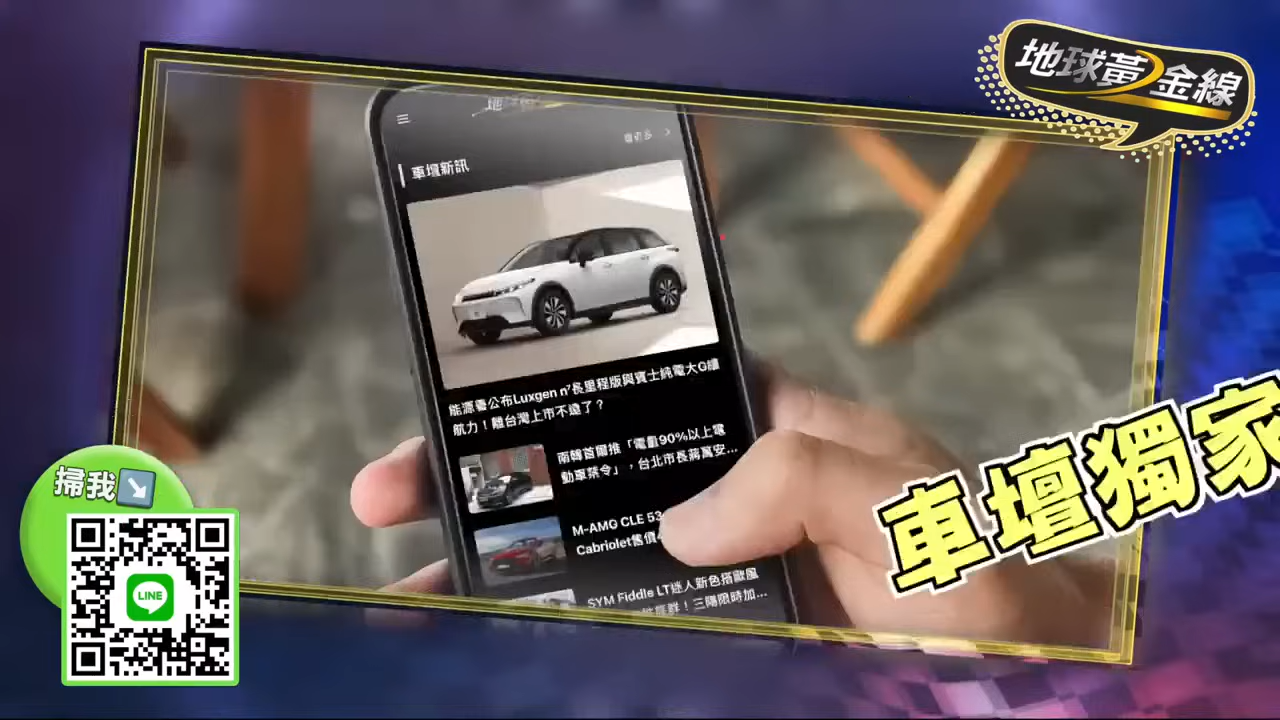 地球黃金線
車壇新訊
能源署公布Luxgen n⁷長里程版與賓士純電大G續
航力！離台灣上市不遠了？
南韓首爾推「電量90%以上電
動車禁令」，台北市長蔣萬安...
M-AMG CLE 53
Cabriolet售價
SYM Fiddle LT迷人新色搭歐風
三陽限時加...
車壇獨家
掃我
LINE